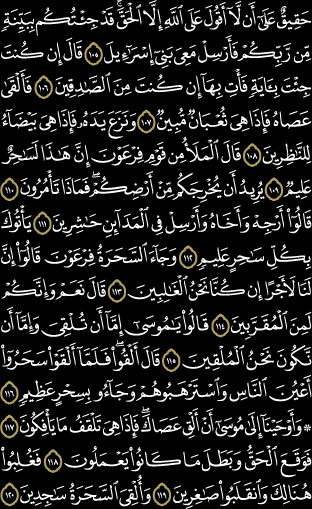 حَقِيقٌ عَلَىٰٓ أَن لَّآ أَقُولَ عَلَى ٱللَّهِ إِلَّا ٱلْحَقَّ ۚ قَدْ جِئْتُكُم بِبَيِّنَةٍ
مِّن رَّبِّكُمْ فَأَرْسِلْ مَعِىَ بَنِىٓ إِسْرَٰٓءِيلَ ١٠٥ قَالَ إِن كُنتَ
جِئْتَ بِـَٔايَةٍ فَأْتِ بِهَآ إِن كُنتَ مِنَ ٱلصَّٰدِقِينَ ١٠٦ فَأَلْقَىٰ
عَصَاهُ فَإِذَا هِىَ ثُعْبَانٌ مُّبِينٌ ١٠٧ وَنَزَعَ يَدَهُۥ فَإِذَا هِىَ بَيْضَآءُ
لِلنَّٰظِرِينَ ١٠٨ قَالَ ٱلْمَلَأُ مِن قَوْمِ فِرْعَوْنَ إِنَّ هَٰذَا لَسَٰحِرٌ
عَلِيمٌ ١٠٩ يُرِيدُ أَن يُخْرِجَكُم مِّنْ أَرْضِكُمْ ۖ فَمَاذَا تَأْمُرُونَ ١١٠
قَالُوٓا۟ أَرْجِهْ وَأَخَاهُ وَأَرْسِلْ فِى ٱلْمَدَآئِنِ حَٰشِرِينَ ١١١ يَأْتُوكَ
بِكُلِّ سَٰحِرٍ عَلِيمٍ ١١٢ وَجَآءَ ٱلسَّحَرَةُ فِرْعَوْنَ قَالُوٓا۟ إِنَّ
لَنَا لَأَجْرًا إِن كُنَّا نَحْنُ ٱلْغَٰلِبِينَ ١١٣ قَالَ نَعَمْ وَإِنَّكُمْ
لَمِنَ ٱلْمُقَرَّبِينَ ١١٤ قَالُوا۟ يَٰمُوسَىٰٓ إِمَّآ أَن تُلْقِىَ وَإِمَّآ أَن
نَّكُونَ نَحْنُ ٱلْمُلْقِينَ ١١٥ قَالَ أَلْقُوا۟ ۖ فَلَمَّآ أَلْقَوْا۟ سَحَرُوٓا۟
أَعْيُنَ ٱلنَّاسِ وَٱسْتَرْهَبُوهُمْ وَجَآءُو بِسِحْرٍ عَظِيمٍ ١١٦
۞ وَأَوْحَيْنَآ إِلَىٰ مُوسَىٰٓ أَنْ أَلْقِ عَصَاكَ ۖ فَإِذَا هِىَ تَلْقَفُ مَا يَأْفِكُونَ ١١٧
فَوَقَعَ ٱلْحَقُّ وَبَطَلَ مَا كَانُوا۟ يَعْمَلُونَ ١١٨ فَغُلِبُوا۟
هُنَالِكَ وَٱنقَلَبُوا۟ صَٰغِرِينَ ١١٩ وَأُلْقِىَ ٱلسَّحَرَةُ سَٰجِدِينَ ١٢٠